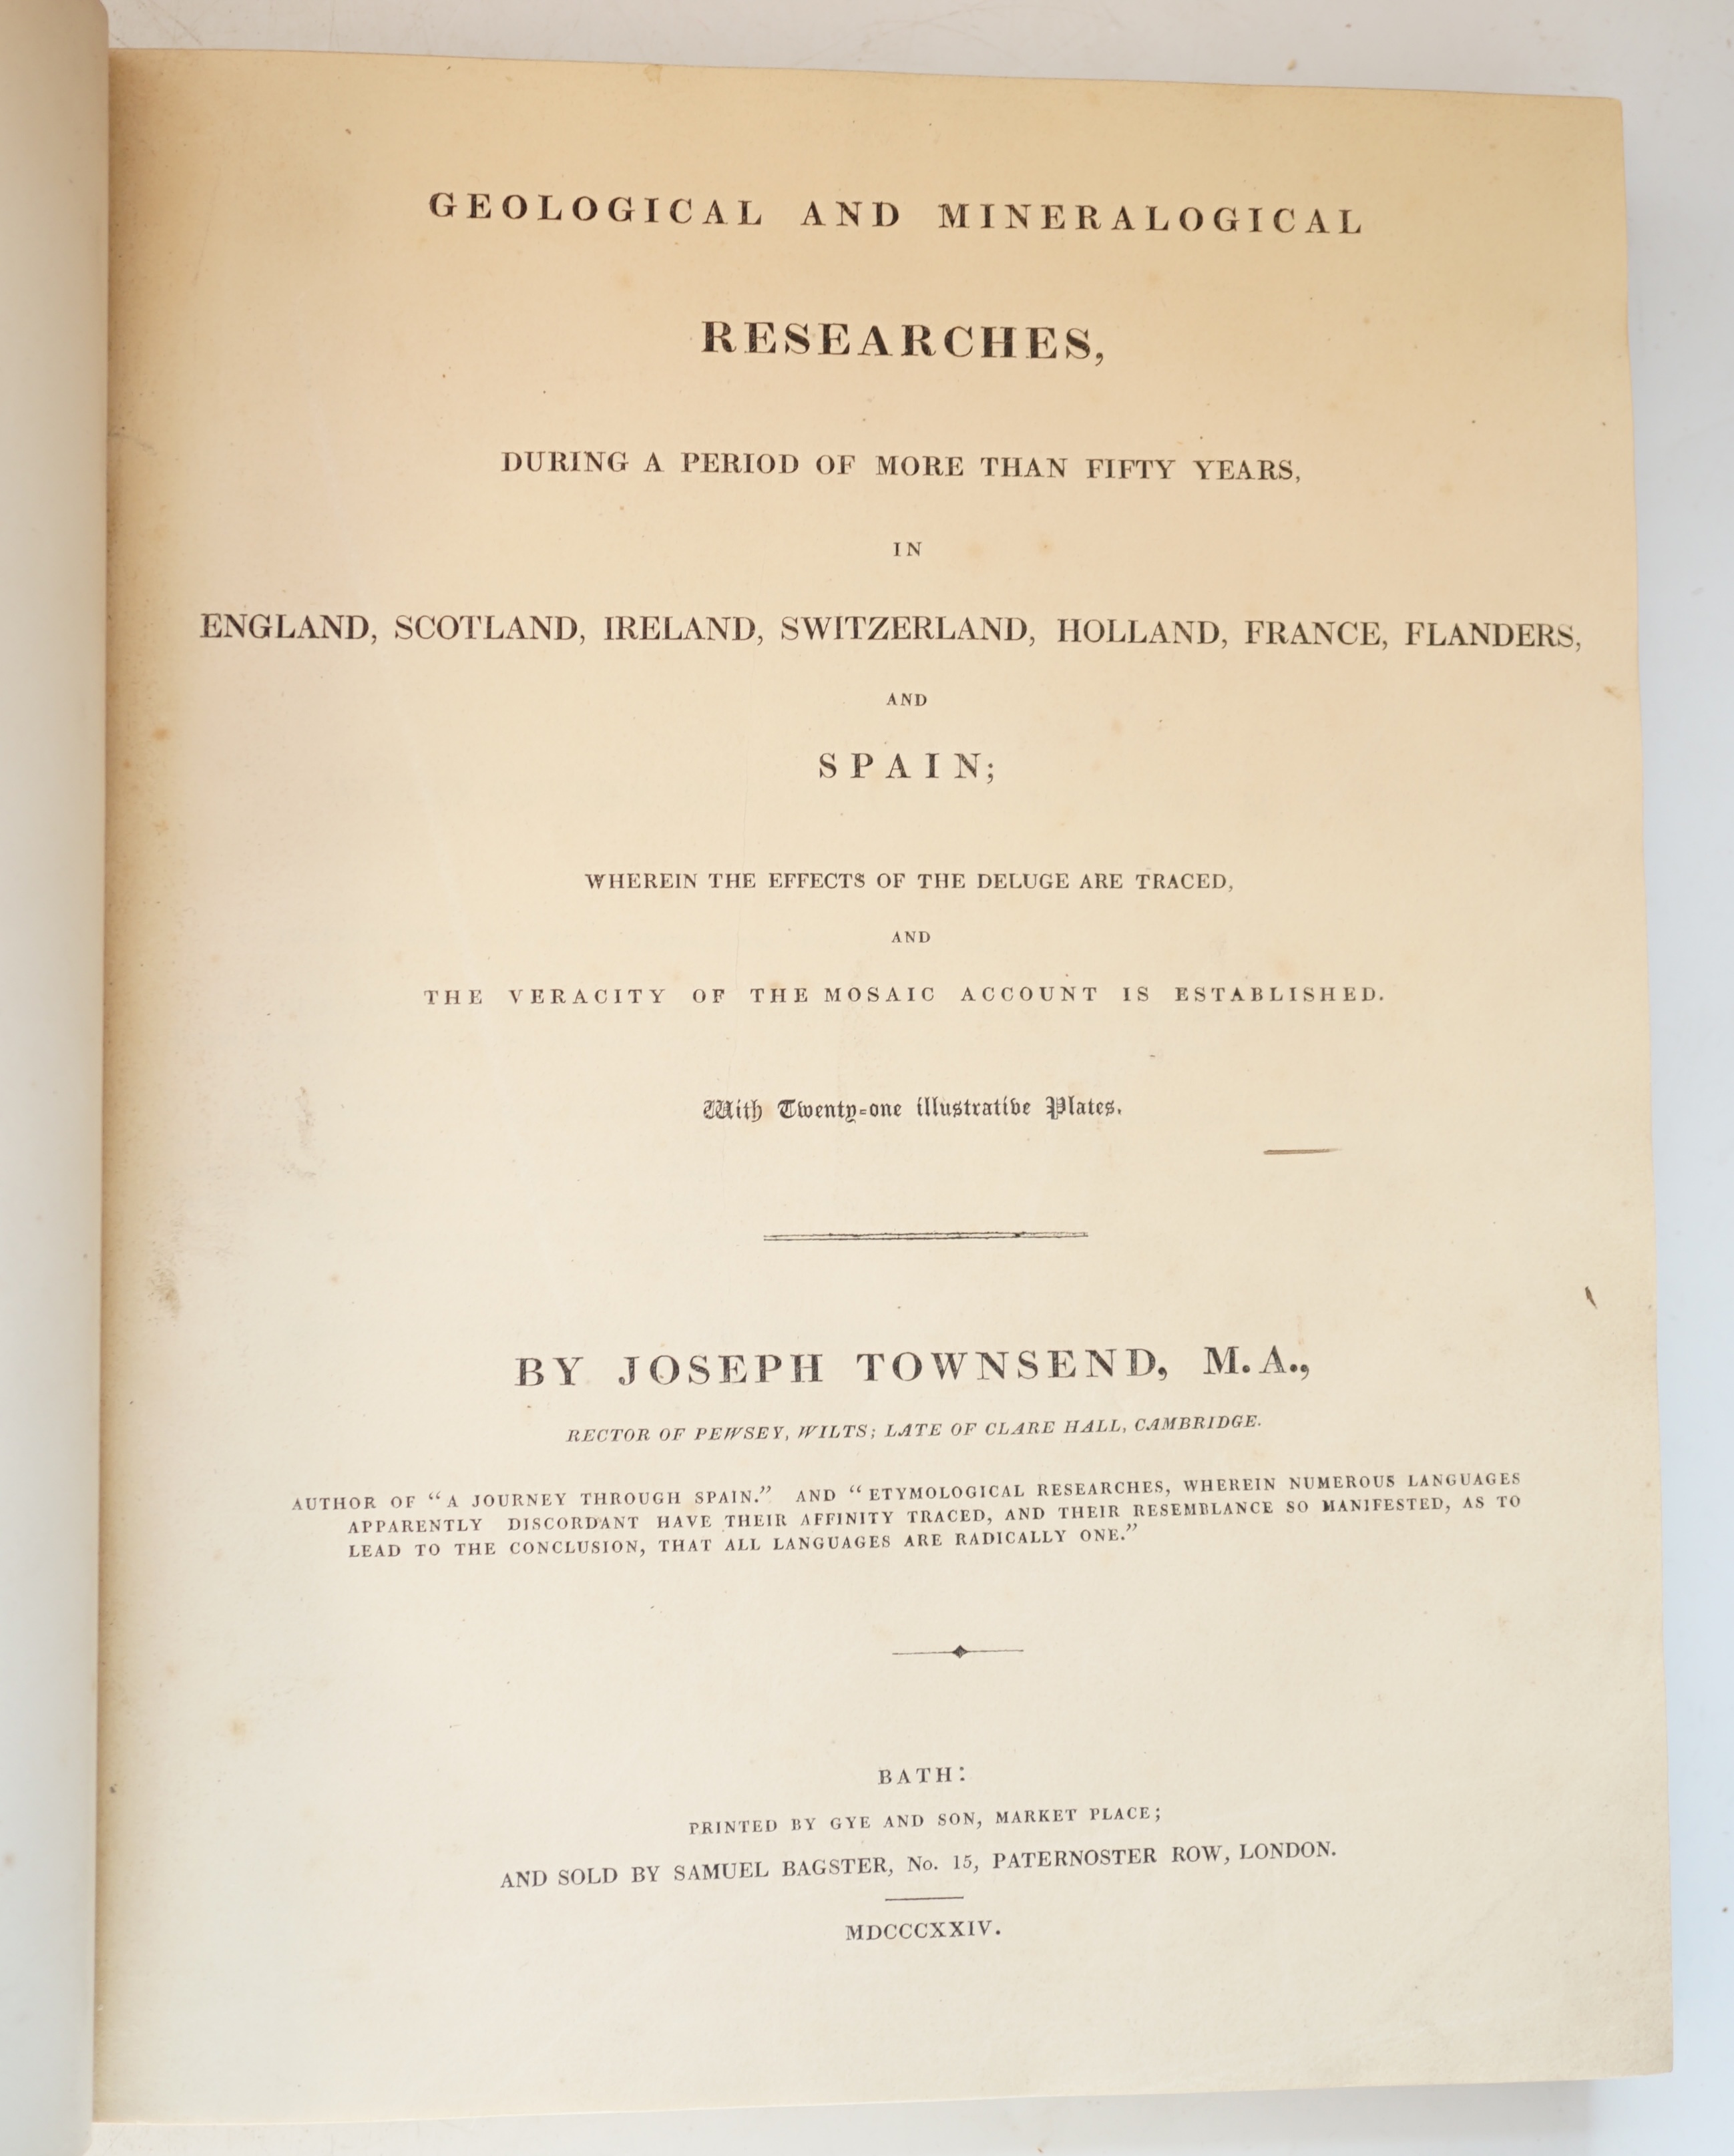 GEOLOGICAL AND MINERALOGICAL
RESEARCHES,
DURING A PERIOD OF MORE THAN FIFTY YEARS,
IN
ENGLAND, SCOTLAND, IRELAND, SWITZERLAND, HOLLAND, FRANCE, FLANDERS,
AND
SPAIN;
WHEREIN THE EFFECTS OF THE DELUGE ARE TRACED,
AND
THE VERACITY OF THE MOSAIC ACCOUNT IS ESTABLISHED.
With Twenty-one illustrative Plates.
BY JOSEPH TOWNSEND, M.A.,
RECTOR OF PEWSEY, WILTS; LATE OF CLARE HALL, CAMBRIDGE.
AUTHOR OF "A JOURNEY THROUGH SPAIN." AND "ETYMOLOGICAL RESEARCHES, WHEREIN NUMEROUS LANGUAGES
APPARENTLY DISCORDANT HAVE THEIR AFFINITY TRACED, AND THEIR RESEMBLANCE SO MANIFESTED, AS TO
LEAD TO THE CONCLUSION, THAT ALL LANGUAGES ARE RADICALLY ONE."
BATH:
PRINTED BY GYE AND SON, MARKET PLACE;
AND SOLD BY SAMUEL BAGSTER, No. 15, PATERNOSTER ROW, LONDON.
MDCCCXXIV.